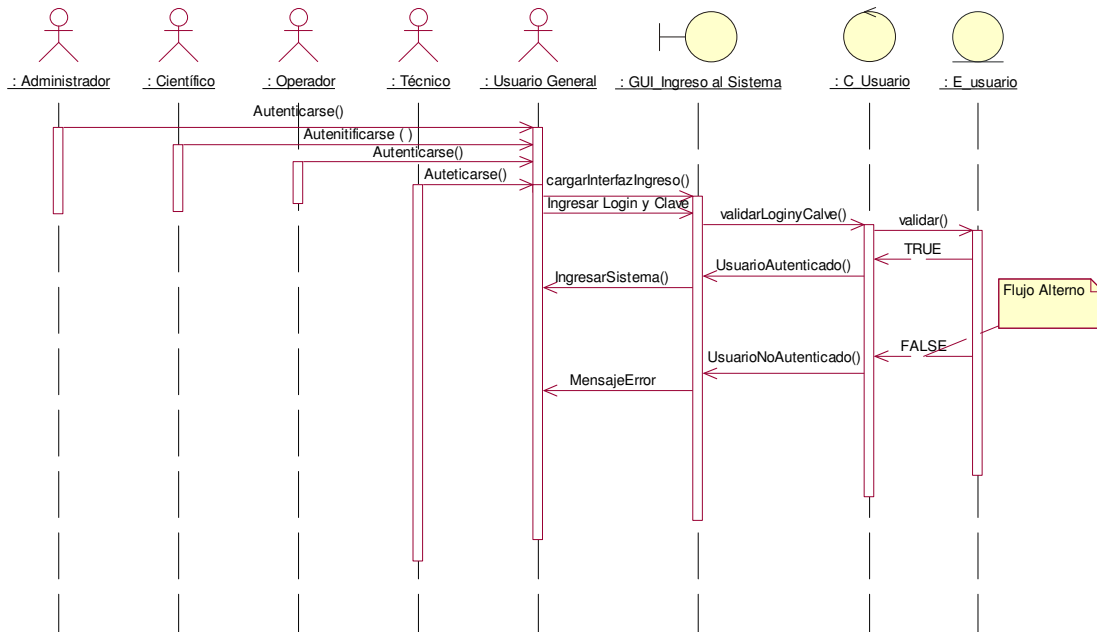 : Administrador
: Científico
: Operador
: Técnico
: Usuario General
: GUI_Ingreso al Sistema
: C_Usuario
: E_usuario
Autenticarse()
Autenitificarse ( )
Autenticarse()
Auteticarse()
cargarInterfazIngreso()
Ingresar Login y Clave
validarLoginyCalve()
validar()
TRUE
UsuarioAutenticado()
IngresarSistema()
Flujo Alterno
FALSE
UsuarioNoAutenticado()
MensajeError